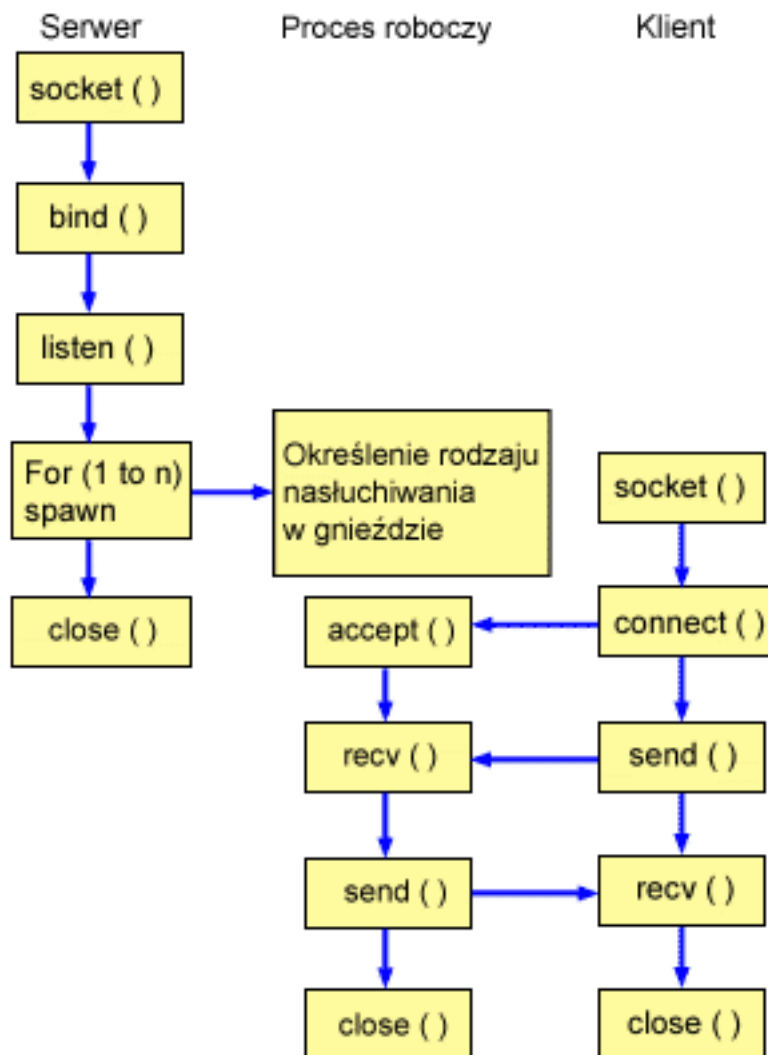 Serwer
Proces roboczy
Klient
socket ( )
bind ( )
listen ( )
For (1 to n)
spawn
close ( )
Określenie rodzaju
nasłuchiwania
w gnieździe
accept ( )
recv ( )
send ( )
close ( )
socket ( )
connect ( )
send ( )
recv ( )
close ( )